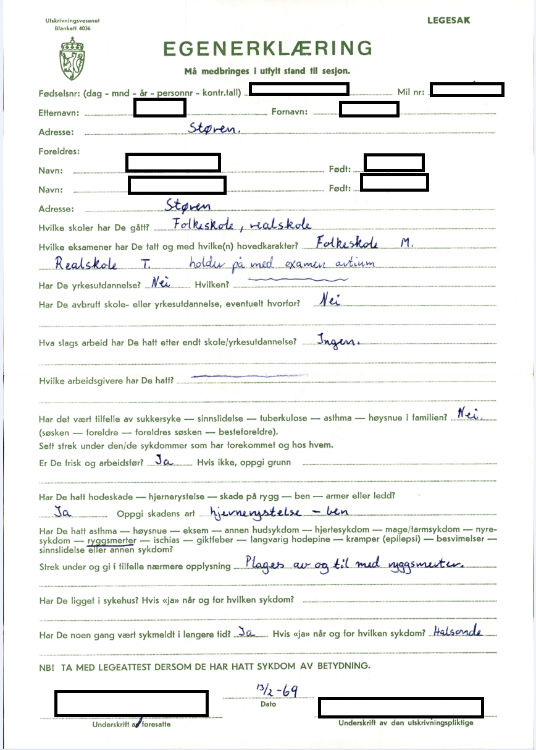 Utskrivningsvesenet
Blankett 4036
LEGESAK
EGENERKLÆRING
Må medbringes i utfylt stand til sesjon.
Fødselsnr: (dag - mnd - år - personnr - kontr.tall) Mil nr:
Etternavn: Fornavn:
Adresse: Støren.
Foreldres:
Navn: Født:
Navn: Født:
Adresse: Støren
Hvilke skoler har De gått? Folkeskole, realskole
Hvilke eksamener har De tatt og med hvilke(n) hovedkarakter? Folkeskole M.
Realskole T. holder på med examen artium
Har De yrkesutdannelse? Nei Hvilken?
Har De avbrutt skole- eller yrkesutdannelse, eventuelt hvorfor? Nei
Hva slags arbeid har De hatt etter endt skole/yrkesutdannelse? Ingen.
Hvilke arbeidsgivere har De hatt?
Har det vært tilfelle av sukkersyke — sinnslidelse — tuberkulose — asthma — høysnue i familien? Nei.
(søsken — foreldre — foreldres søsken — besteforeldre).
Sett strek under den/de sykdommer som har forekommet og hos hvem.
Er De frisk og arbeidsfør? Ja Hvis ikke, oppgi grunn
Har De hatt hodeskade — hjernerystelse — skade på rygg — ben — armer eller ledd?
Ja Oppgi skadens art hjernerystelse - ben
Har De hatt asthma — høysnue — eksem — annen hudsykdom — hjertesykdom — mage/tarmsykdom — nyre-
sykdom — ryggsmerter — ischias — giktfeber — langvarig hodepine — kramper (epilepsi) — besvimelser —
sinnslidelse eller annen sykdom?
Strek under og gi i tilfelle nærmere opplysning Plages av og til med ryggsmerter.
Har De ligget i sykehus? Hvis «ja» når og for hvilken sykdom?
Har De noen gang vært sykmeldt i lengere tid? Ja Hvis «ja» når og for hvilken sykdom? Halsonde
NB! TA MED LEGEATTEST DERSOM DE HAR HATT SYKDOM AV BETYDNING.
13/2-69
Dato
Underskrift av foresatte Underskrift av den utskrivningspliktige